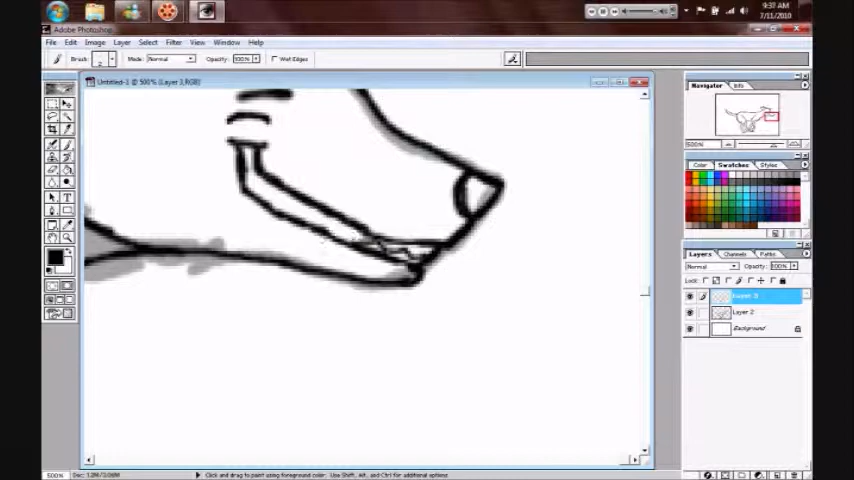 9:37 AM
7/11/2010
Adobe Photoshop
File Edit Image Layer Select Filter View Window Help
Brush: Mode: Normal Opacity: 100% Wet Edges
Untitled-1 @ 500% (Layer 3,RGB)
Navigator Info
500%
Color Swatches Styles
Layers Channels Paths
Normal Opacity: 100%
Lock:
Layer 3
Layer 2
Background
500% Click and drag to paint using foreground color. Use Shift, Alt, and Ctrl for additional options